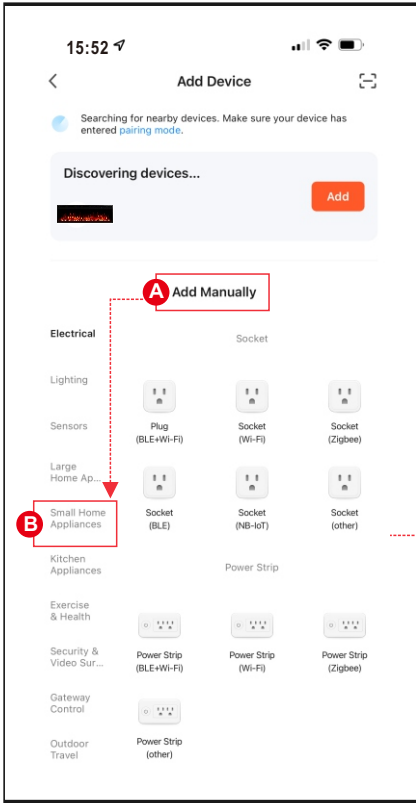 15:52
Add Device
Searching for nearby devices. Make sure your device has
entered pairing mode.
Discovering devices...
Add
A
Add Manually
Electrical
Socket
Lighting
Plug
(BLE+Wi-Fi)
Socket
(Wi-Fi)
Socket
(Zigbee)
Sensors
Large
Home Ap...
Socket
(BLE)
Socket
(NB-IoT)
Socket
(other)
B
Small Home
Appliances
Kitchen
Appliances
Power Strip
Exercise
& Health
Power Strip
(BLE+Wi-Fi)
Power Strip
(Wi-Fi)
Power Strip
(Zigbee)
Security &
Video Sur...
Gateway
Control
Power Strip
(other)
Outdoor
Travel